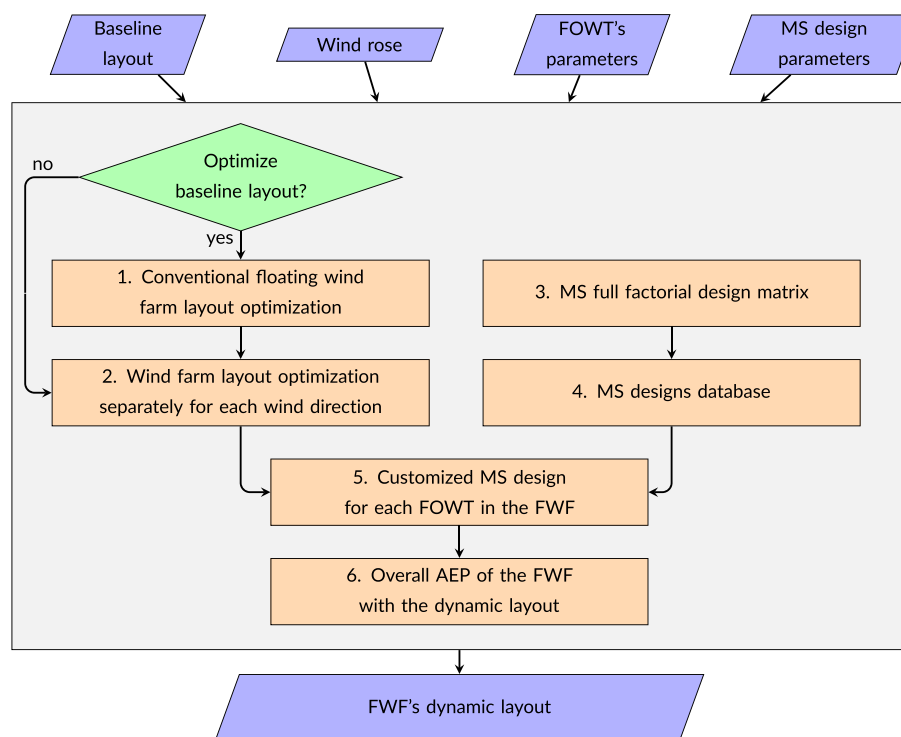 Baseline
layout
Wind rose
FOWT's
parameters
MS design
parameters
no
Optimize
baseline layout?
yes
1. Conventional floating wind
farm layout optimization
3. MS full factorial design matrix
2. Wind farm layout optimization
separately for each wind direction
4. MS designs database
5. Customized MS design
for each FOWT in the FWF
6. Overall AEP of the FWF
with the dynamic layout
FWF's dynamic layout